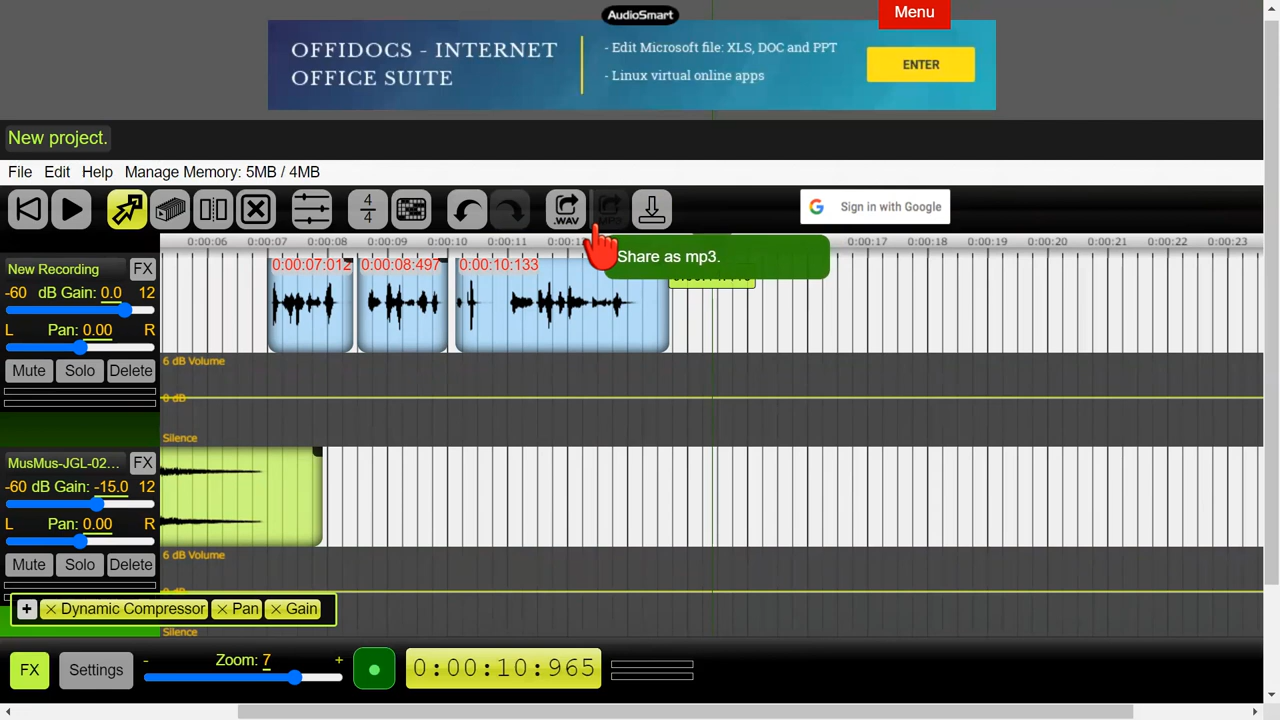 AudioSmart
Menu
OFFIDOCS - INTERNET
OFFICE SUITE
- Edit Microsoft file: XLS, DOC and PPT
- Linux virtual online apps
ENTER
New project.
File Edit Help Manage Memory: 5MB / 4MB
4
4
.WAV
MP3
Sign in with Google
0:00:06 0:00:07 0:00:08 0:00:09 0:00:10 0:00:11 0:00:17 0:00:18 0:00:19 0:00:20 0:00:21 0:00:22 0:00:23
Share as mp3.
New Recording FX
0:00:07:012 0:00:08:497 0:00:10:133
-60 dB Gain: 0.0 12
L Pan: 0.00 R
Mute Solo Delete
6 dB Volume
0 dB
Silence
MusMus-JGL-02... FX
-60 dB Gain: -15.0 12
L Pan: 0.00 R
Mute Solo Delete
6 dB Volume
+ × Dynamic Compressor × Pan × Gain
Silence
FX Settings
- Zoom: 7 +
0:00:10:965